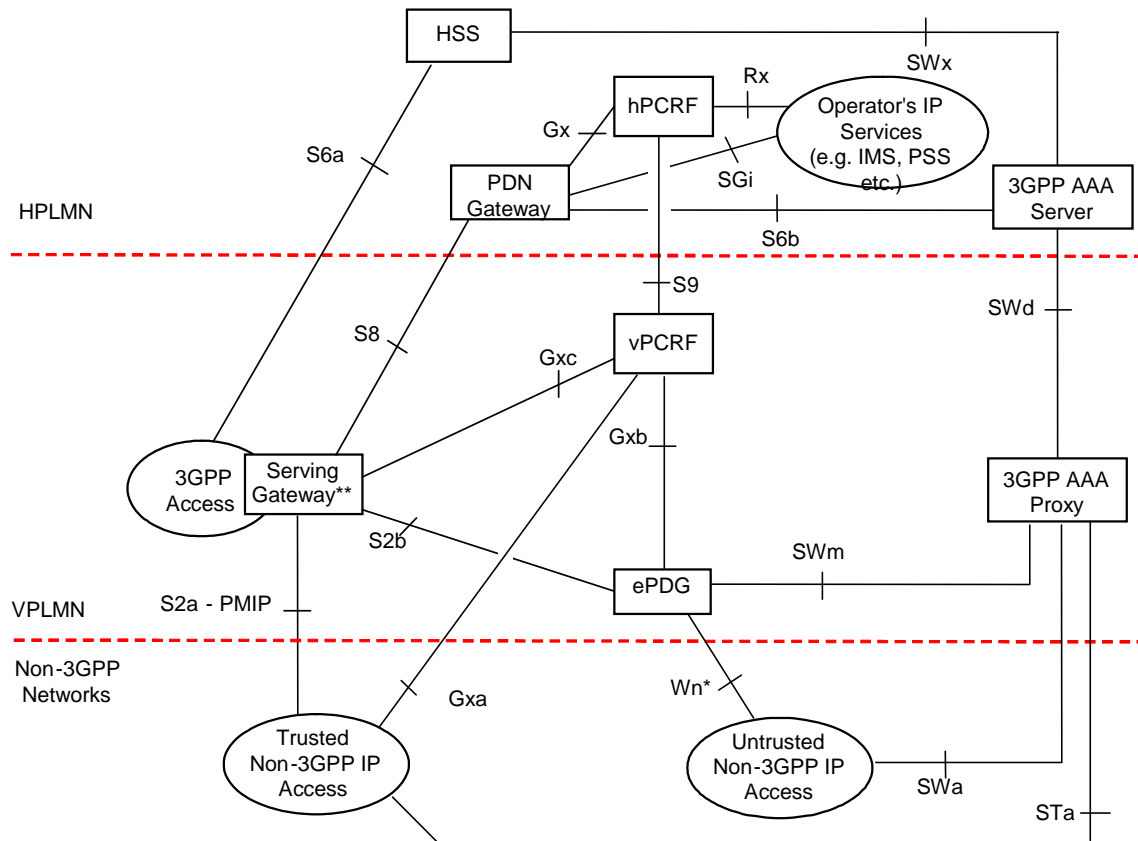 HSS
SWx
Rx
hPCRF
Operator's IP
Services
(e.g. IMS, PSS
etc.)
Gx
S6a
SGi
PDN
Gateway
3GPP AAA
Server
HPLMN
S6b
S9
SWd
S8
Gxc
vPCRF
Gxb
3GPP
Access
Serving
Gateway**
3GPP AAA
Proxy
S2b
SWm
ePDG
S2a - PMIP
VPLMN
Non-3GPP
Networks
Gxa
Wn*
Trusted
Non-3GPP IP
Access
Untrusted
Non-3GPP IP
Access
SWa
STa